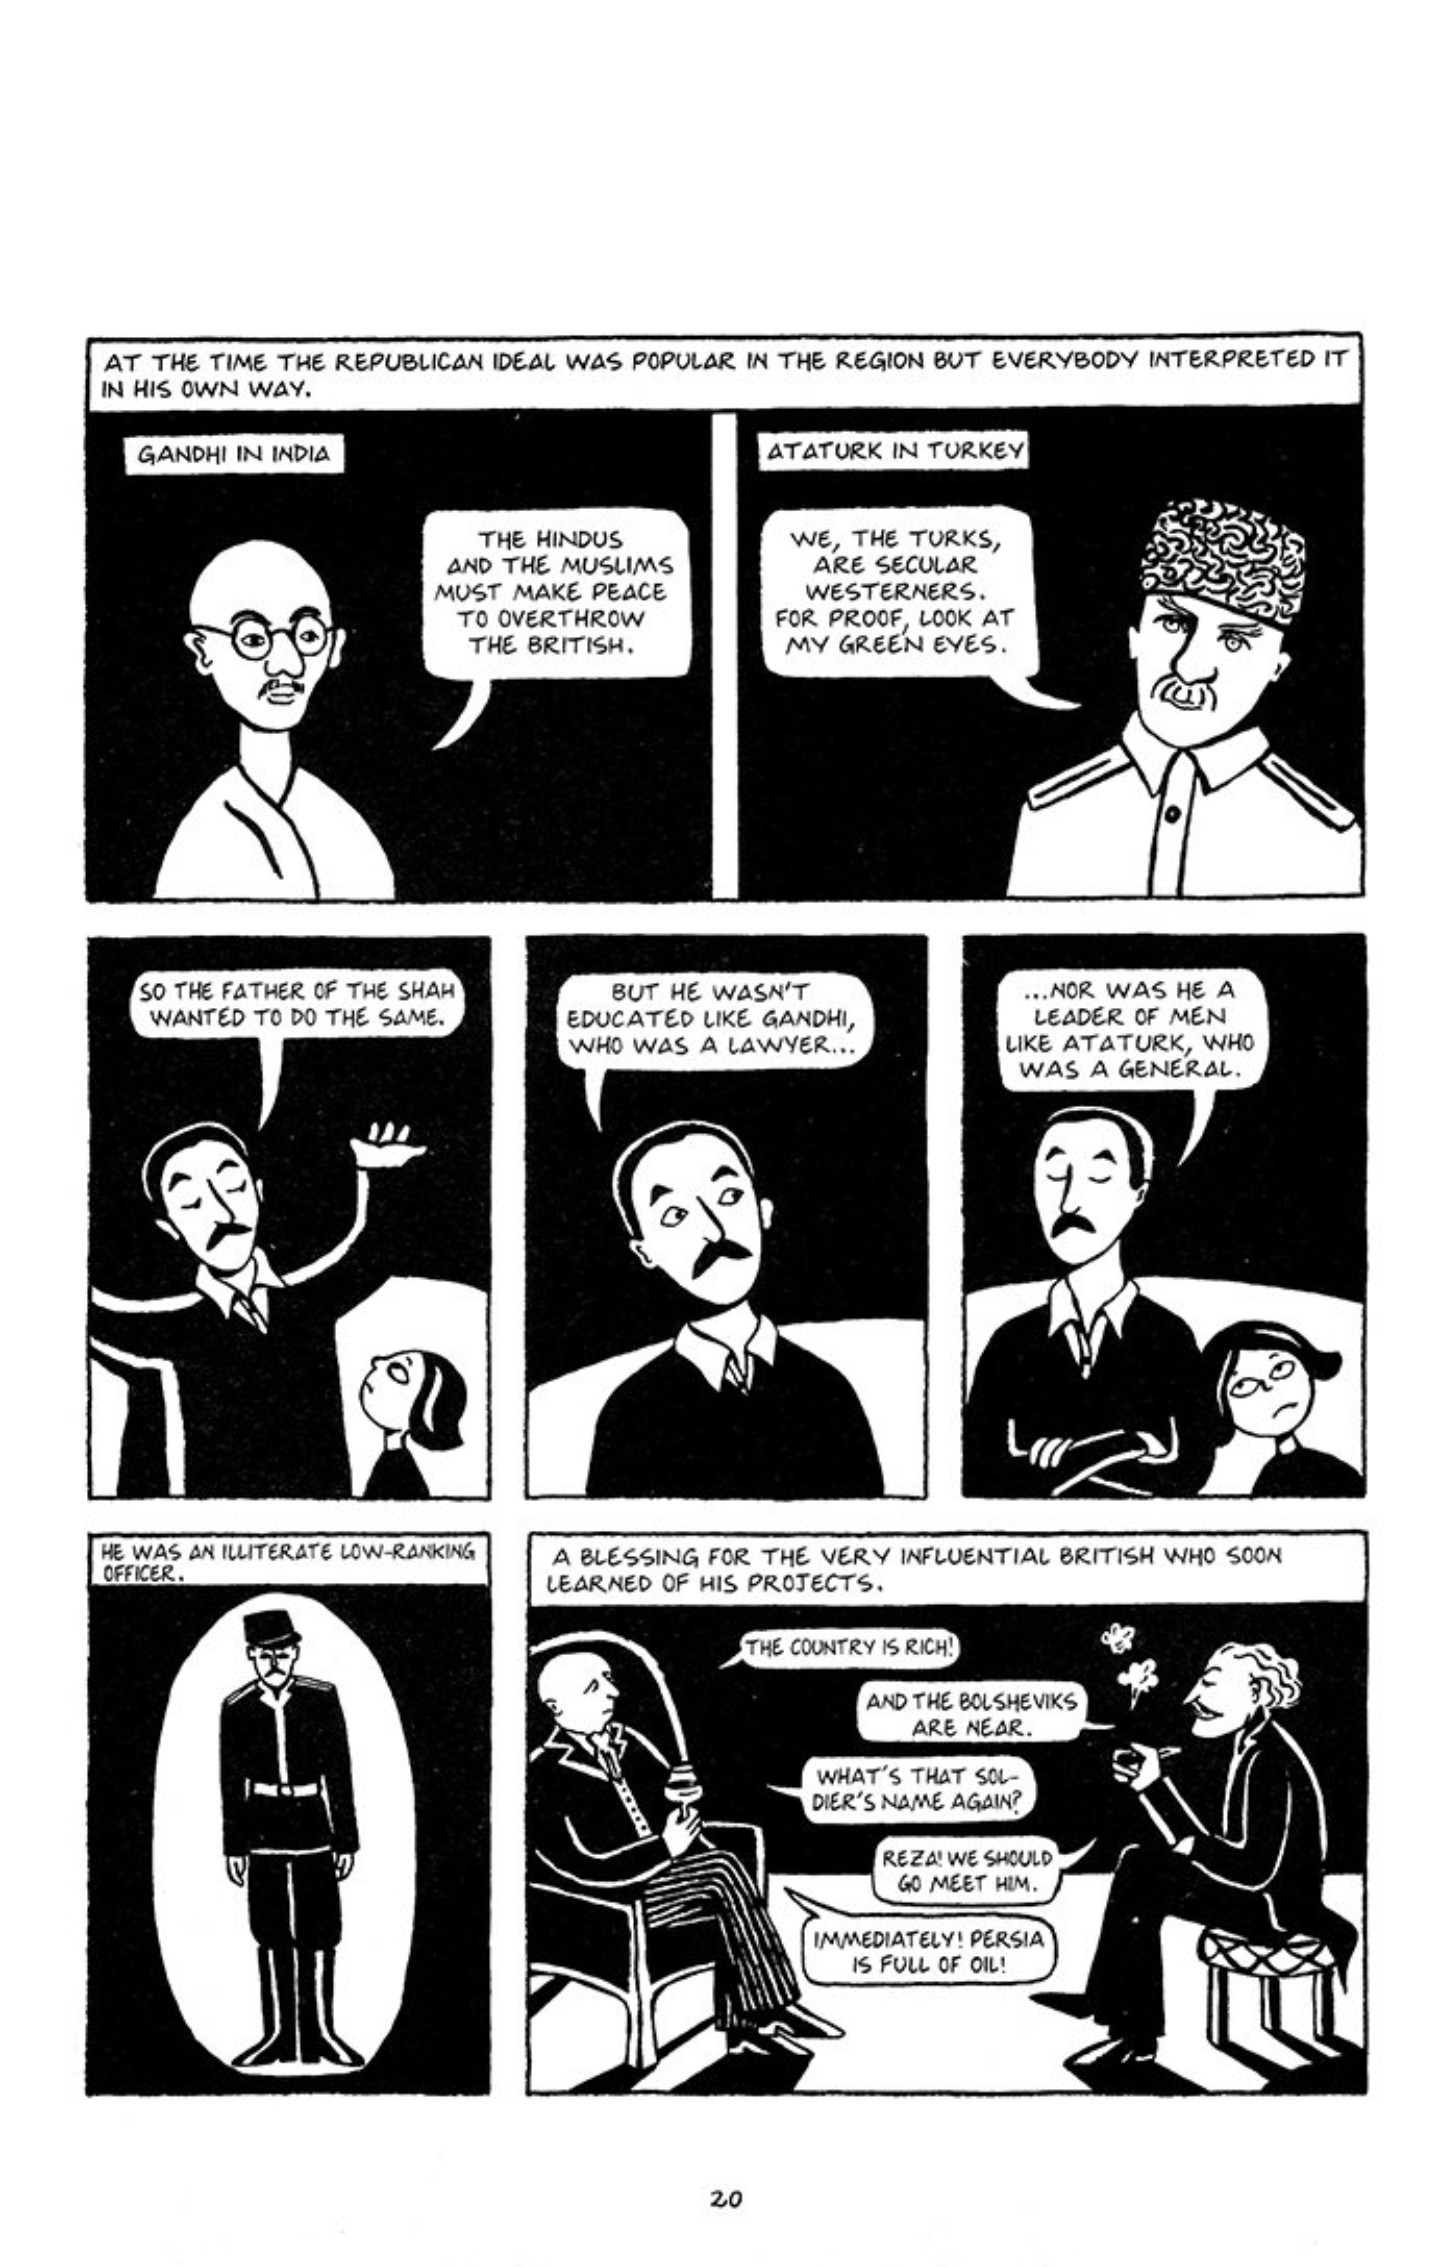 AT THE TIME THE REPUBLICAN IDEAL WAS POPULAR IN THE REGION BUT EVERYBODY INTERPRETED IT
IN HIS OWN WAY.
GANDHI IN INDIA
THE HINDUS
AND THE MUSLIMS
MUST MAKE PEACE
TO OVERTHROW
THE BRITISH.
ATATURK IN TURKEY
WE, THE TURKS,
ARE SECULAR
WESTERNERS.
FOR PROOF, LOOK AT
MY GREEN EYES.
SO THE FATHER OF THE SHAH
WANTED TO DO THE SAME.
BUT HE WASN'T
EDUCATED LIKE GANDHI,
WHO WAS A LAWYER...
...NOR WAS HE A
LEADER OF MEN
LIKE ATATURK, WHO
WAS A GENERAL.
HE WAS AN ILLITERATE LOW-RANKING
OFFICER.
A BLESSING FOR THE VERY INFLUENTIAL BRITISH WHO SOON
LEARNED OF HIS PROJECTS.
THE COUNTRY IS RICH!
AND THE BOLSHEVIKS
ARE NEAR.
WHAT'S THAT SOL-
DIER'S NAME AGAIN?
REZA! WE SHOULD
GO MEET HIM.
IMMEDIATELY! PERSIA
IS FULL OF OIL!
20